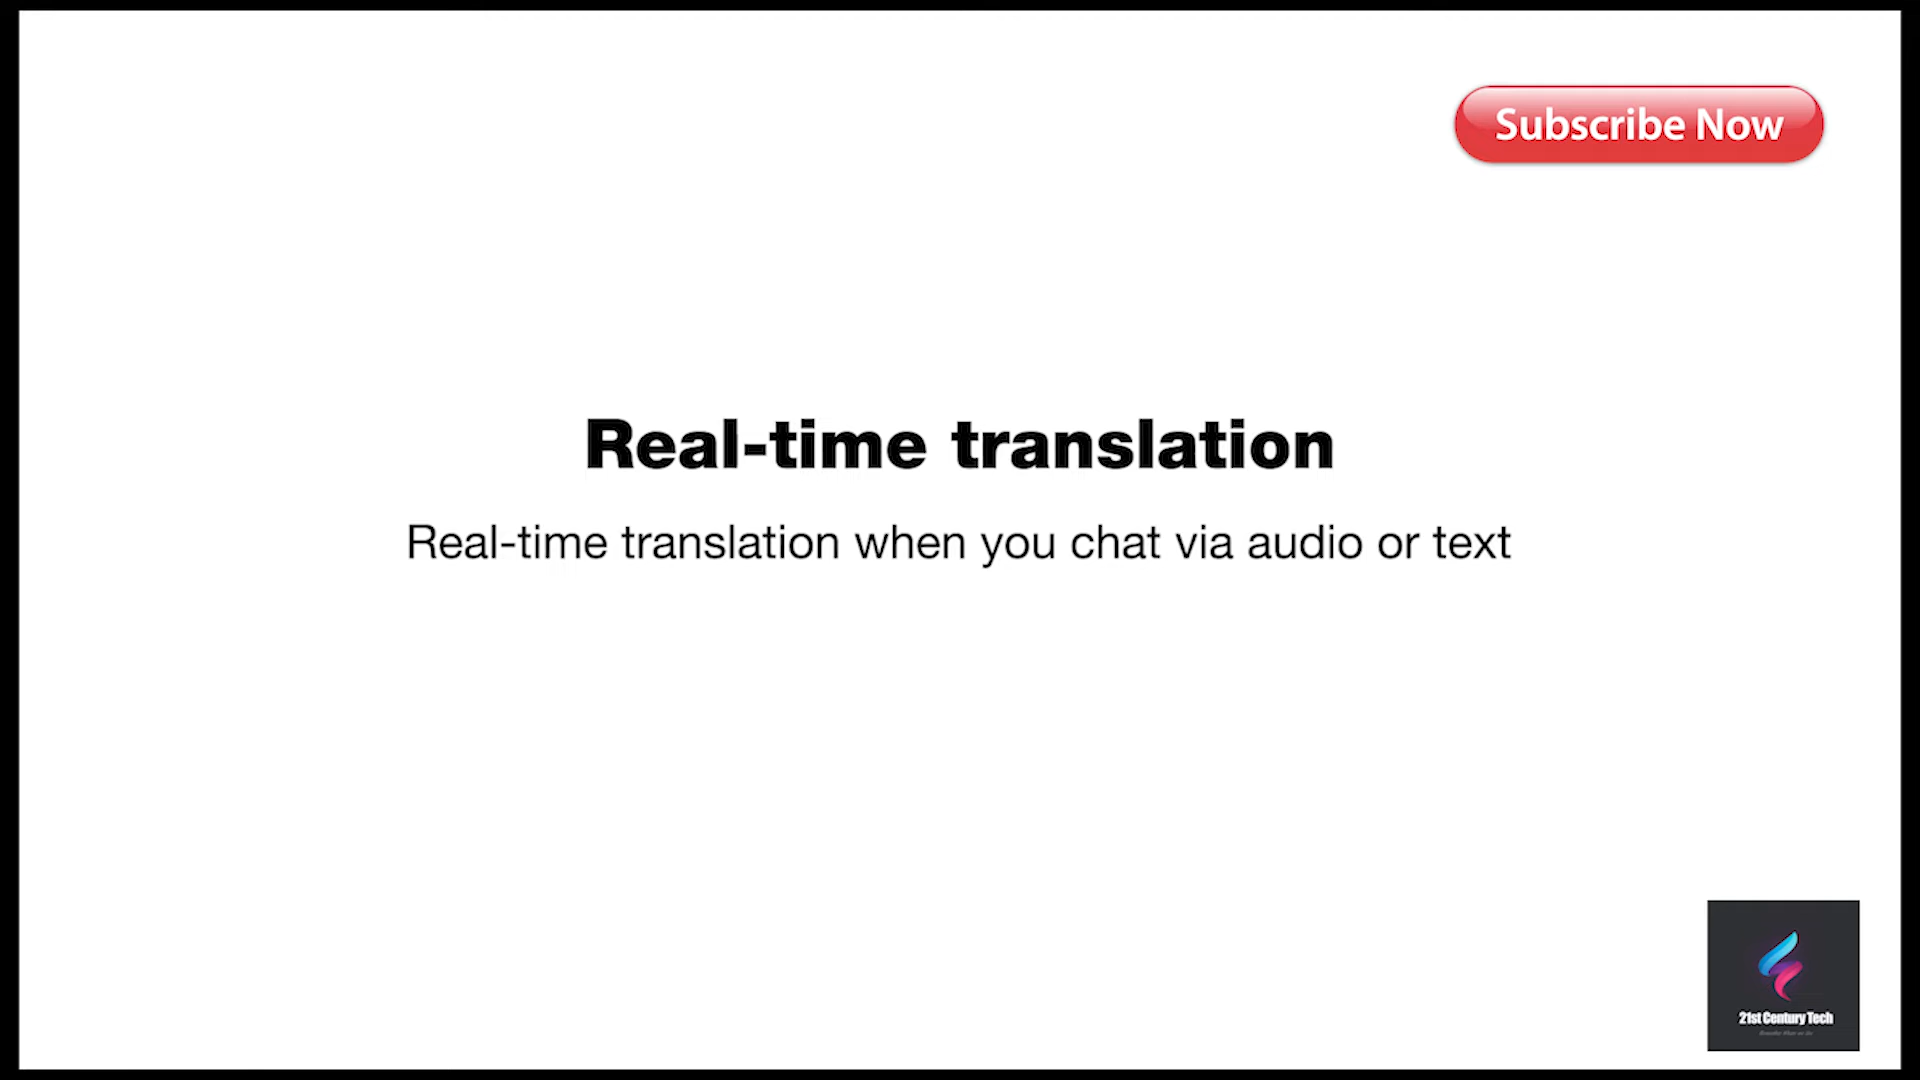 Subscribe Now
Real-time translation
Real-time translation when you chat via audio or text
21st Century Tech